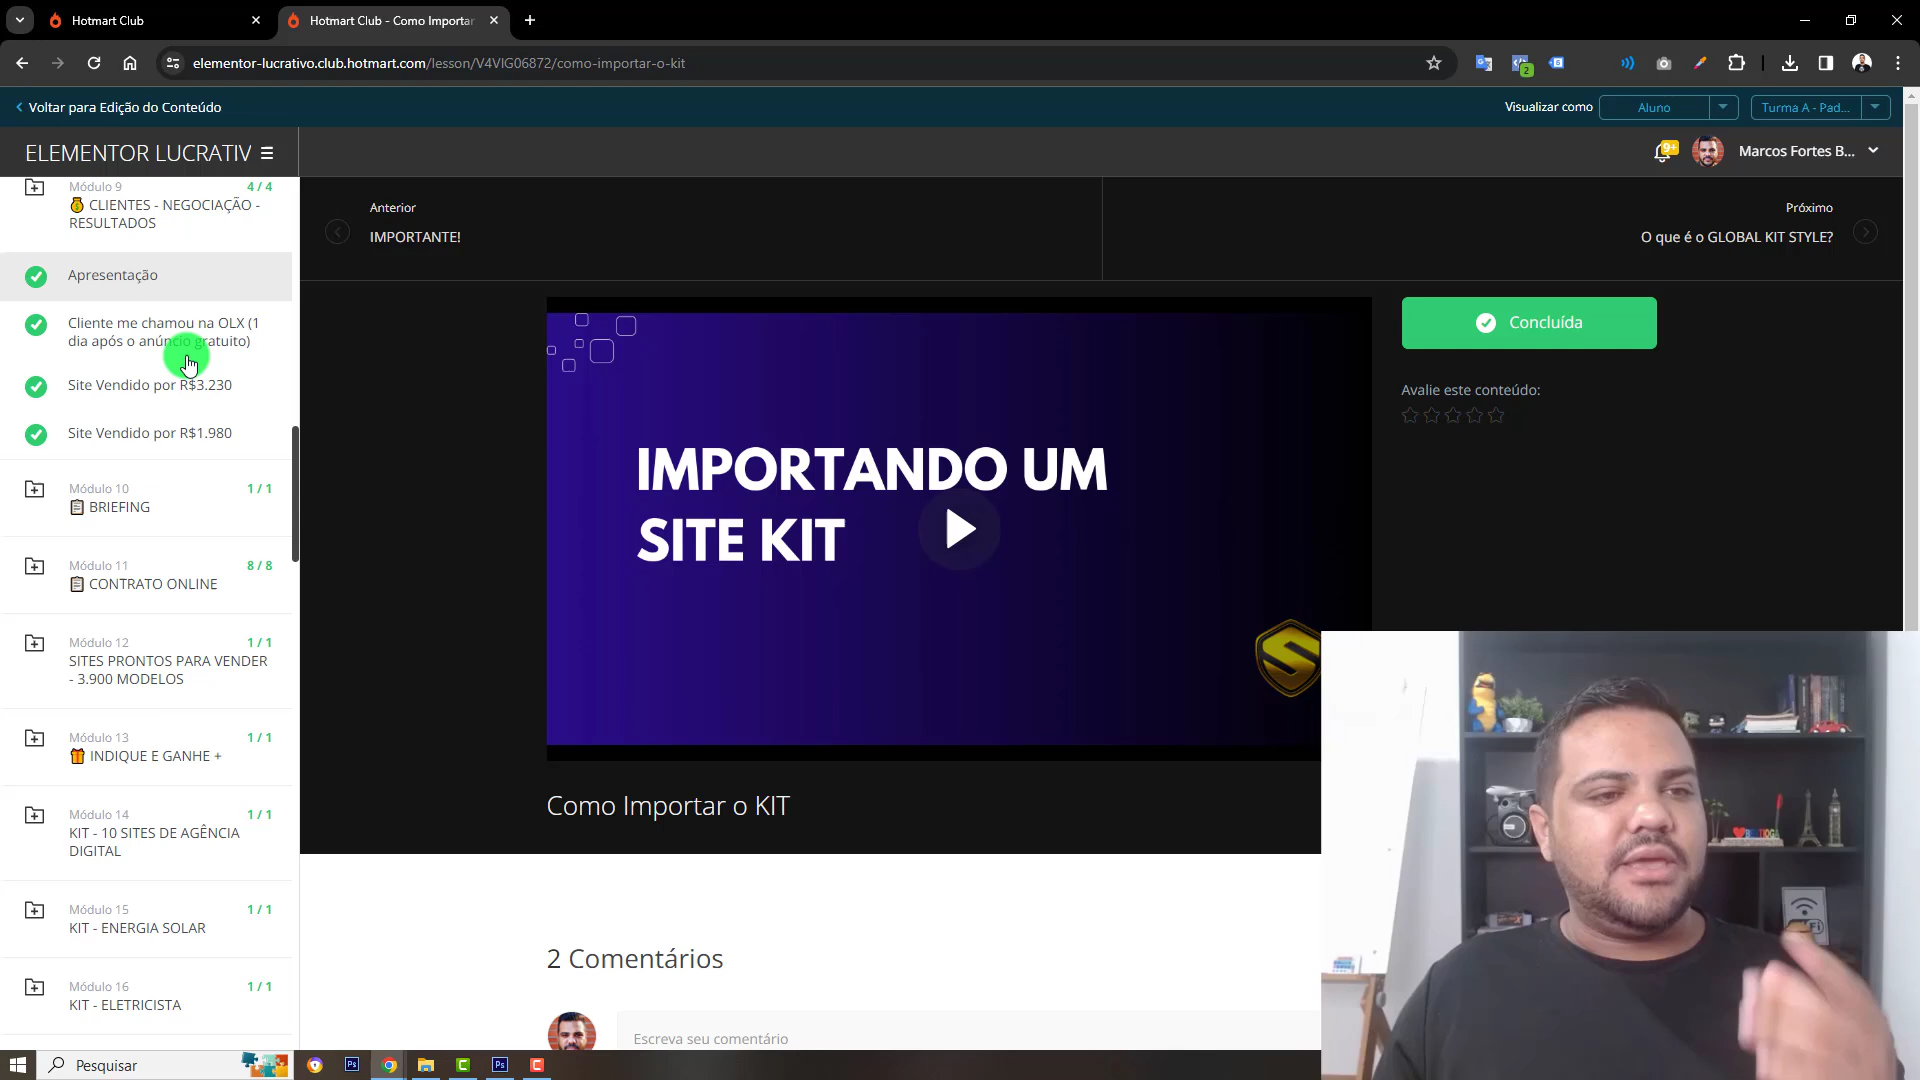 Hotmart Club
Hotmart Club - Como Importar
elementor-lucrativo.club.hotmart.com/lesson/V4VIG06872/como-importar-o-kit
2
Voltar para Edição do Conteúdo
Visualizar como
Aluno
Turma A - Pad...
ELEMENTOR LUCRATIV
9+
Marcos Fortes B...
Módulo 9
4 / 4
CLIENTES - NEGOCIAÇÃO -
RESULTADOS
Apresentação
Cliente me chamou na OLX (1
dia após o anúncio gratuito)
Site Vendido por R$3.230
Site Vendido por R$1.980
Módulo 10
1 / 1
BRIEFING
Módulo 11
8 / 8
CONTRATO ONLINE
Módulo 12
1 / 1
SITES PRONTOS PARA VENDER
- 3.900 MODELOS
Módulo 13
1 / 1
INDIQUE E GANHE +
Módulo 14
1 / 1
KIT - 10 SITES DE AGÊNCIA
DIGITAL
Módulo 15
1 / 1
KIT - ENERGIA SOLAR
Módulo 16
1 / 1
KIT - ELETRICISTA
Anterior
IMPORTANTE!
Próximo
O que é o GLOBAL KIT STYLE?
IMPORTANDO UM
SITE KIT
S
Concluída
Avalie este conteúdo:
Como Importar o KIT
2 Comentários
Escreva seu comentário
Pesquisar
Ps
Ps